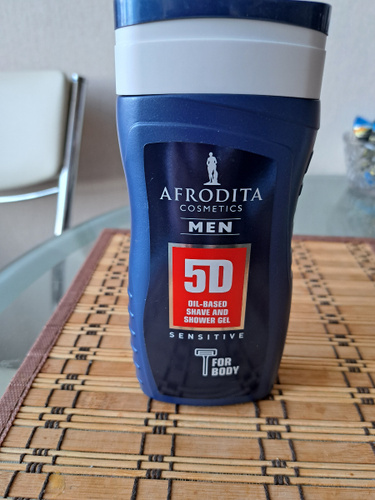 AFRODITA
COSMETICS
MEN
5D
OIL-BASED
SHAVE AND
SHOWER GEL
SENSITIVE
FOR
BODY